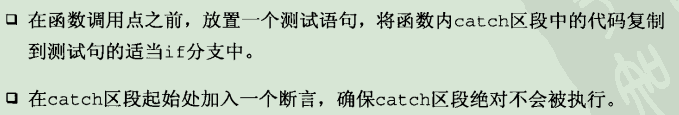 在函数调用点之前，放置一个测试语句，将函数内catch区段中的代码复制
到测试句的适当if分支中。
在catch区段起始处加入一个断言，确保catch区段绝对不会被执行。